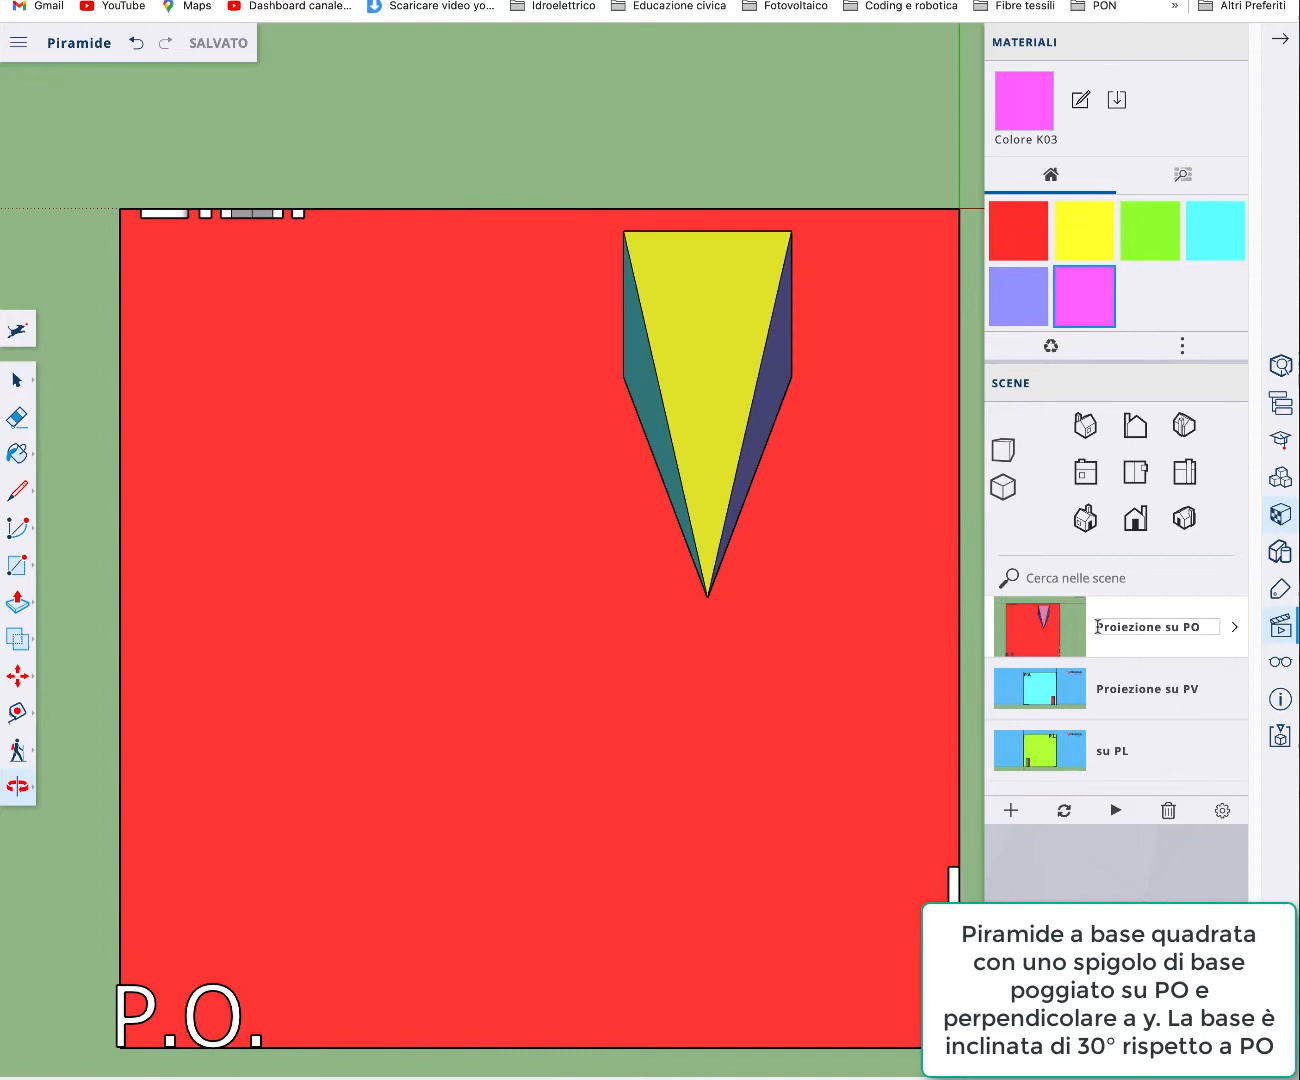 Gmail YouTube Maps Dashboard canale... Scaricare video yo... Idroelettrico Educazione civica Fotovoltaico Coding e robotica Fibre tessili PON » Altri Preferiti
Piramide SALVATO
MATERIALI
Colore K03
SCENE
Cerca nelle scene
Proiezione su PO
Proiezione su PV
su PL
P.O.
Piramide a base quadrata
con uno spigolo di base
poggiato su PO e
perpendicolare a y. La base è
inclinata di 30° rispetto a PO